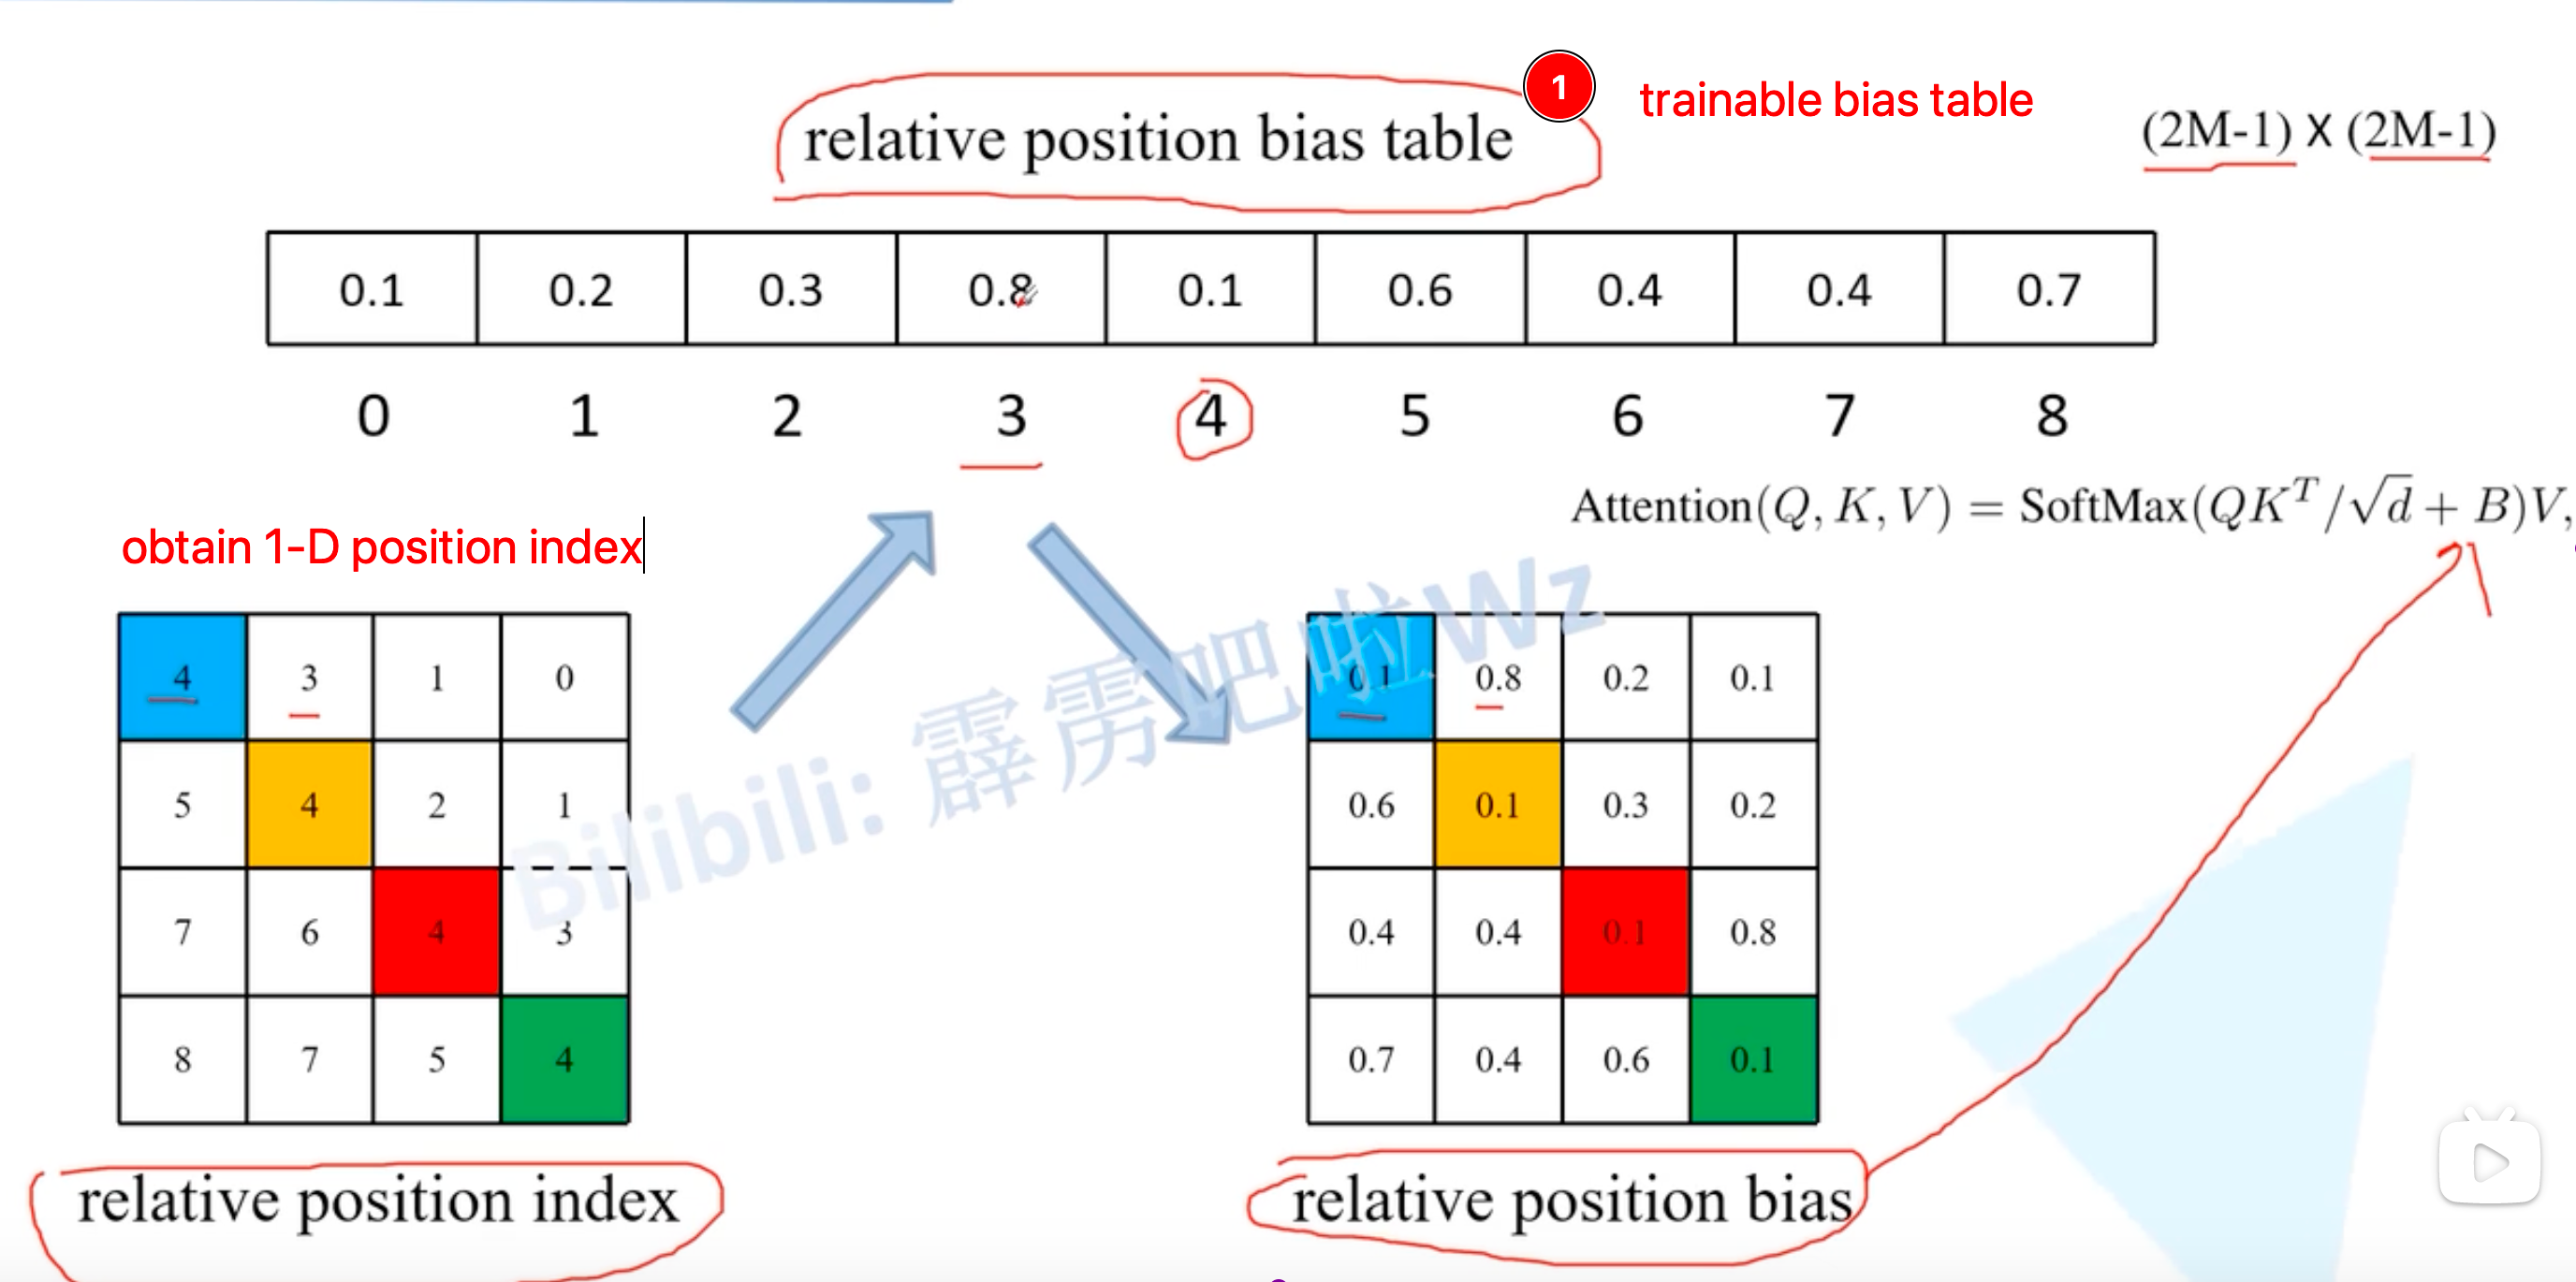 relative position bias table
1
trainable bias table
(2M-1) X (2M-1)
0.1 0.2 0.3 0.8 0.1 0.6 0.4 0.4 0.7
0 1 2 3 4 5 6 7 8
Attention(Q, K, V) = SoftMax(QK^T/√d + B)V,
obtain 1-D position index
4 3 1 0
5 4 2 1
7 6 4 3
8 7 5 4
relative position index
0.1 0.8 0.2 0.1
0.6 0.1 0.3 0.2
0.4 0.4 0.1 0.8
0.7 0.4 0.6 0.1
relative position bias
Bilibili: 霹雳吧啦Wz